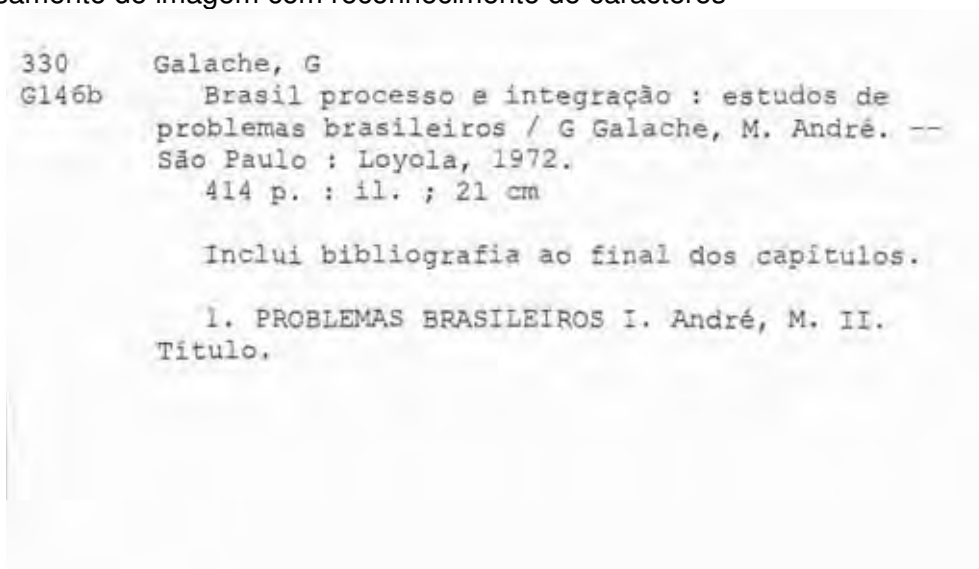 de imagem com reconhecimento de caracteres
330 Galache, G
G146b Brasil processo e integração : estudos de
problemas brasileiros / G Galache, M. André. --
São Paulo : Loyola, 1972.
414 p. : il. ; 21 cm
Inclui bibliografia ao final dos capítulos.
1. PROBLEMAS BRASILEIROS I. André, M. II.
Título.